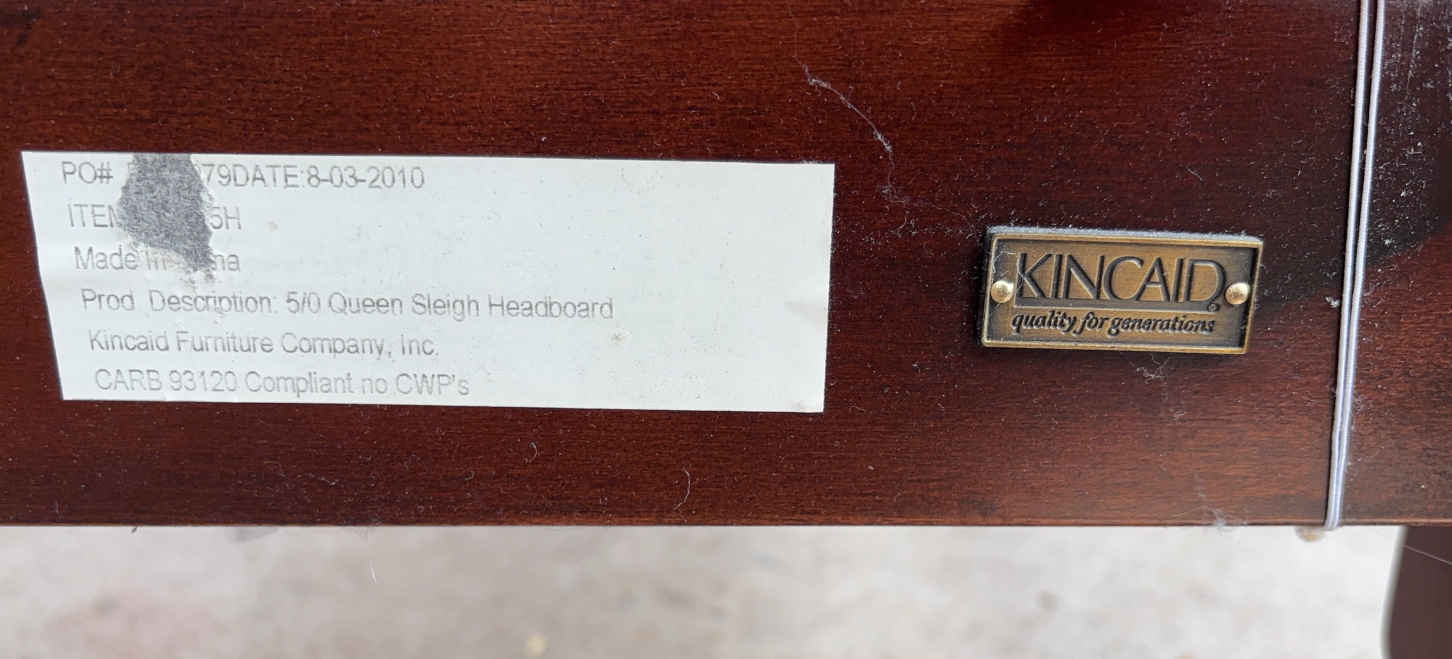 PO# 79DATE:8-03-2010
5H
Made
Prod Description: 5/0 Queen Sleigh Headboard
Kincaid Furniture Company, Inc.
CARB 93120 Compliant no CWP's
KINCAID®
quality for generations